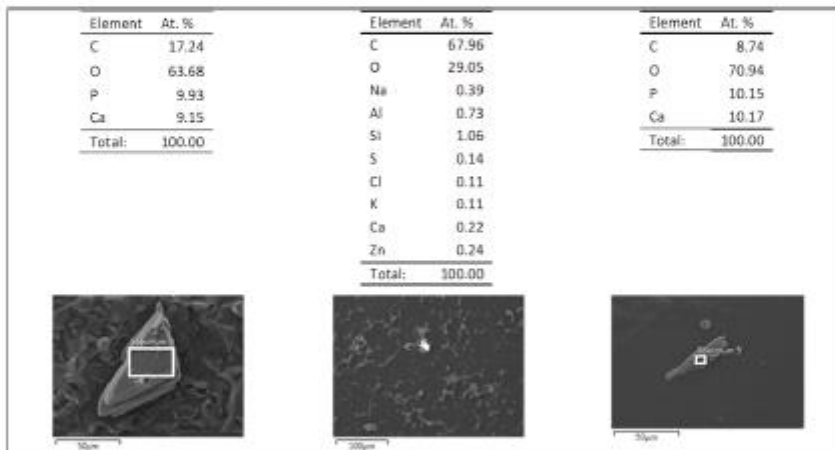 Element At. %
C 17.24
O 63.68
P 9.93
Ca 9.15
Total: 100.00
Element At. %
C 67.96
O 29.05
Na 0.39
Al 0.73
Si 1.06
S 0.14
Cl 0.11
K 0.11
Ca 0.22
Zn 0.24
Total: 100.00
Element At. %
C 8.74
O 70.94
P 10.15
Ca 10.17
Total: 100.00
50μm
100μm
50μm